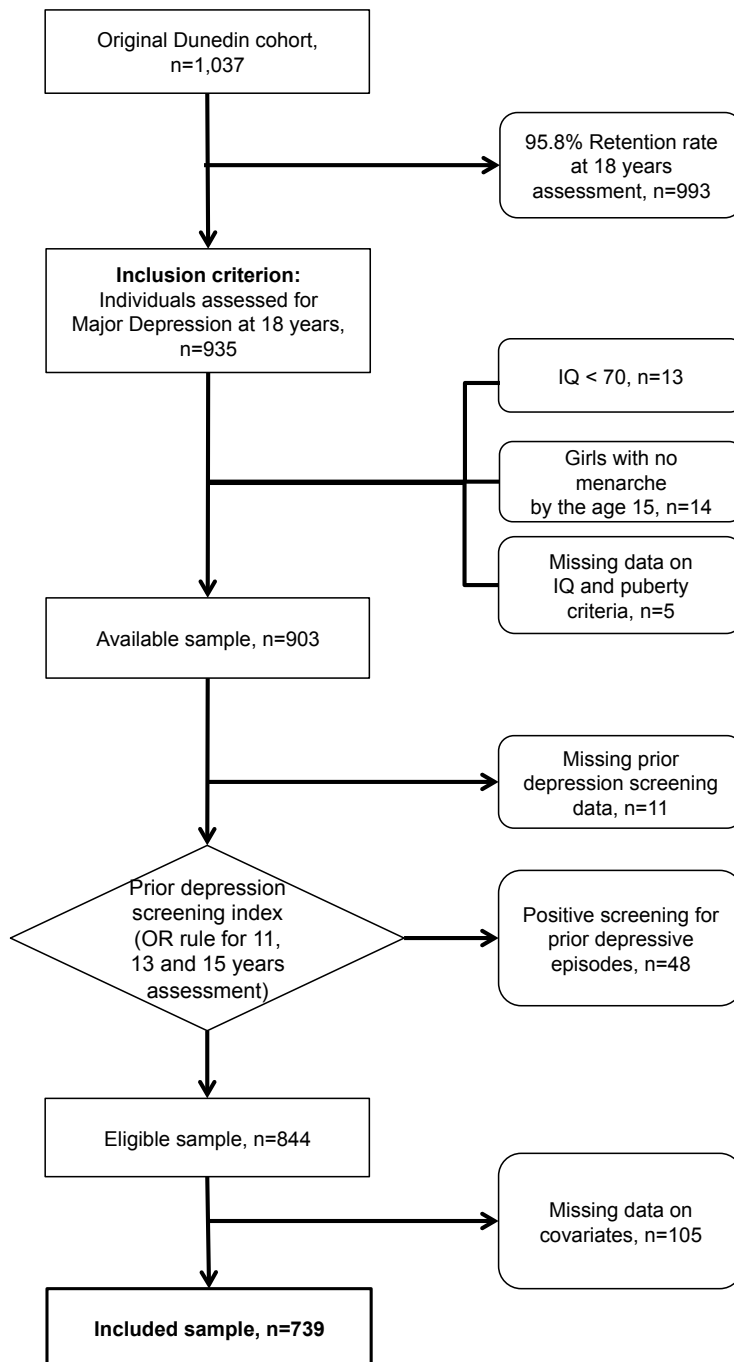 Original Dunedin cohort,
n=1,037
95.8% Retention rate
at 18 years
assessment, n=993
Inclusion criterion:
Individuals assessed for
Major Depression at 18 years,
n=935
IQ < 70, n=13
Girls with no
menarche
by the age 15, n=14
Missing data on
IQ and puberty
criteria, n=5
Available sample, n=903
Missing prior
depression screening
data, n=11
Prior depression
screening index
(OR rule for 11,
13 and 15 years
assessment)
Positive screening for
prior depressive
episodes, n=48
Eligible sample, n=844
Missing data on
covariates, n=105
Included sample, n=739